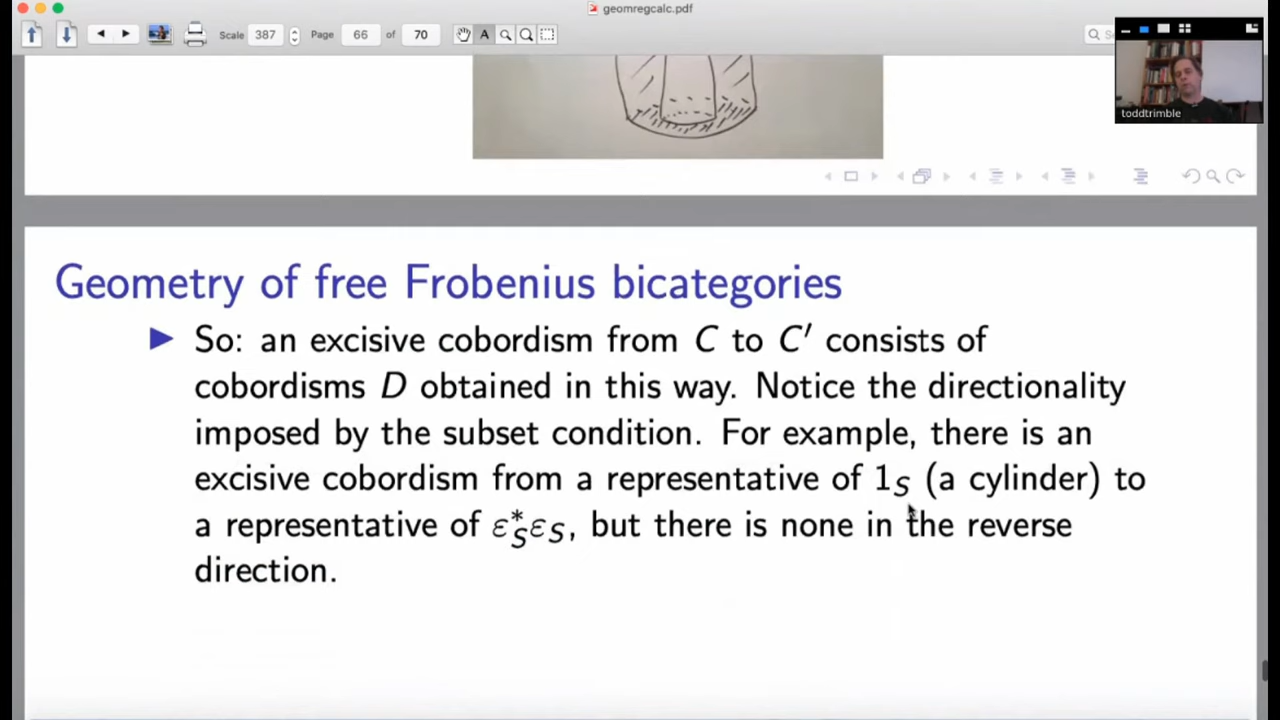 geomregcalc.pdf
Scale 387 Page 66 of 70
toddtrimble
Geometry of free Frobenius bicategories
So: an excisive cobordism from C to C′ consists of
cobordisms D obtained in this way. Notice the directionality
imposed by the subset condition. For example, there is an
excisive cobordism from a representative of 1_S (a cylinder) to
a representative of ε*_S ε_S, but there is none in the reverse
direction.